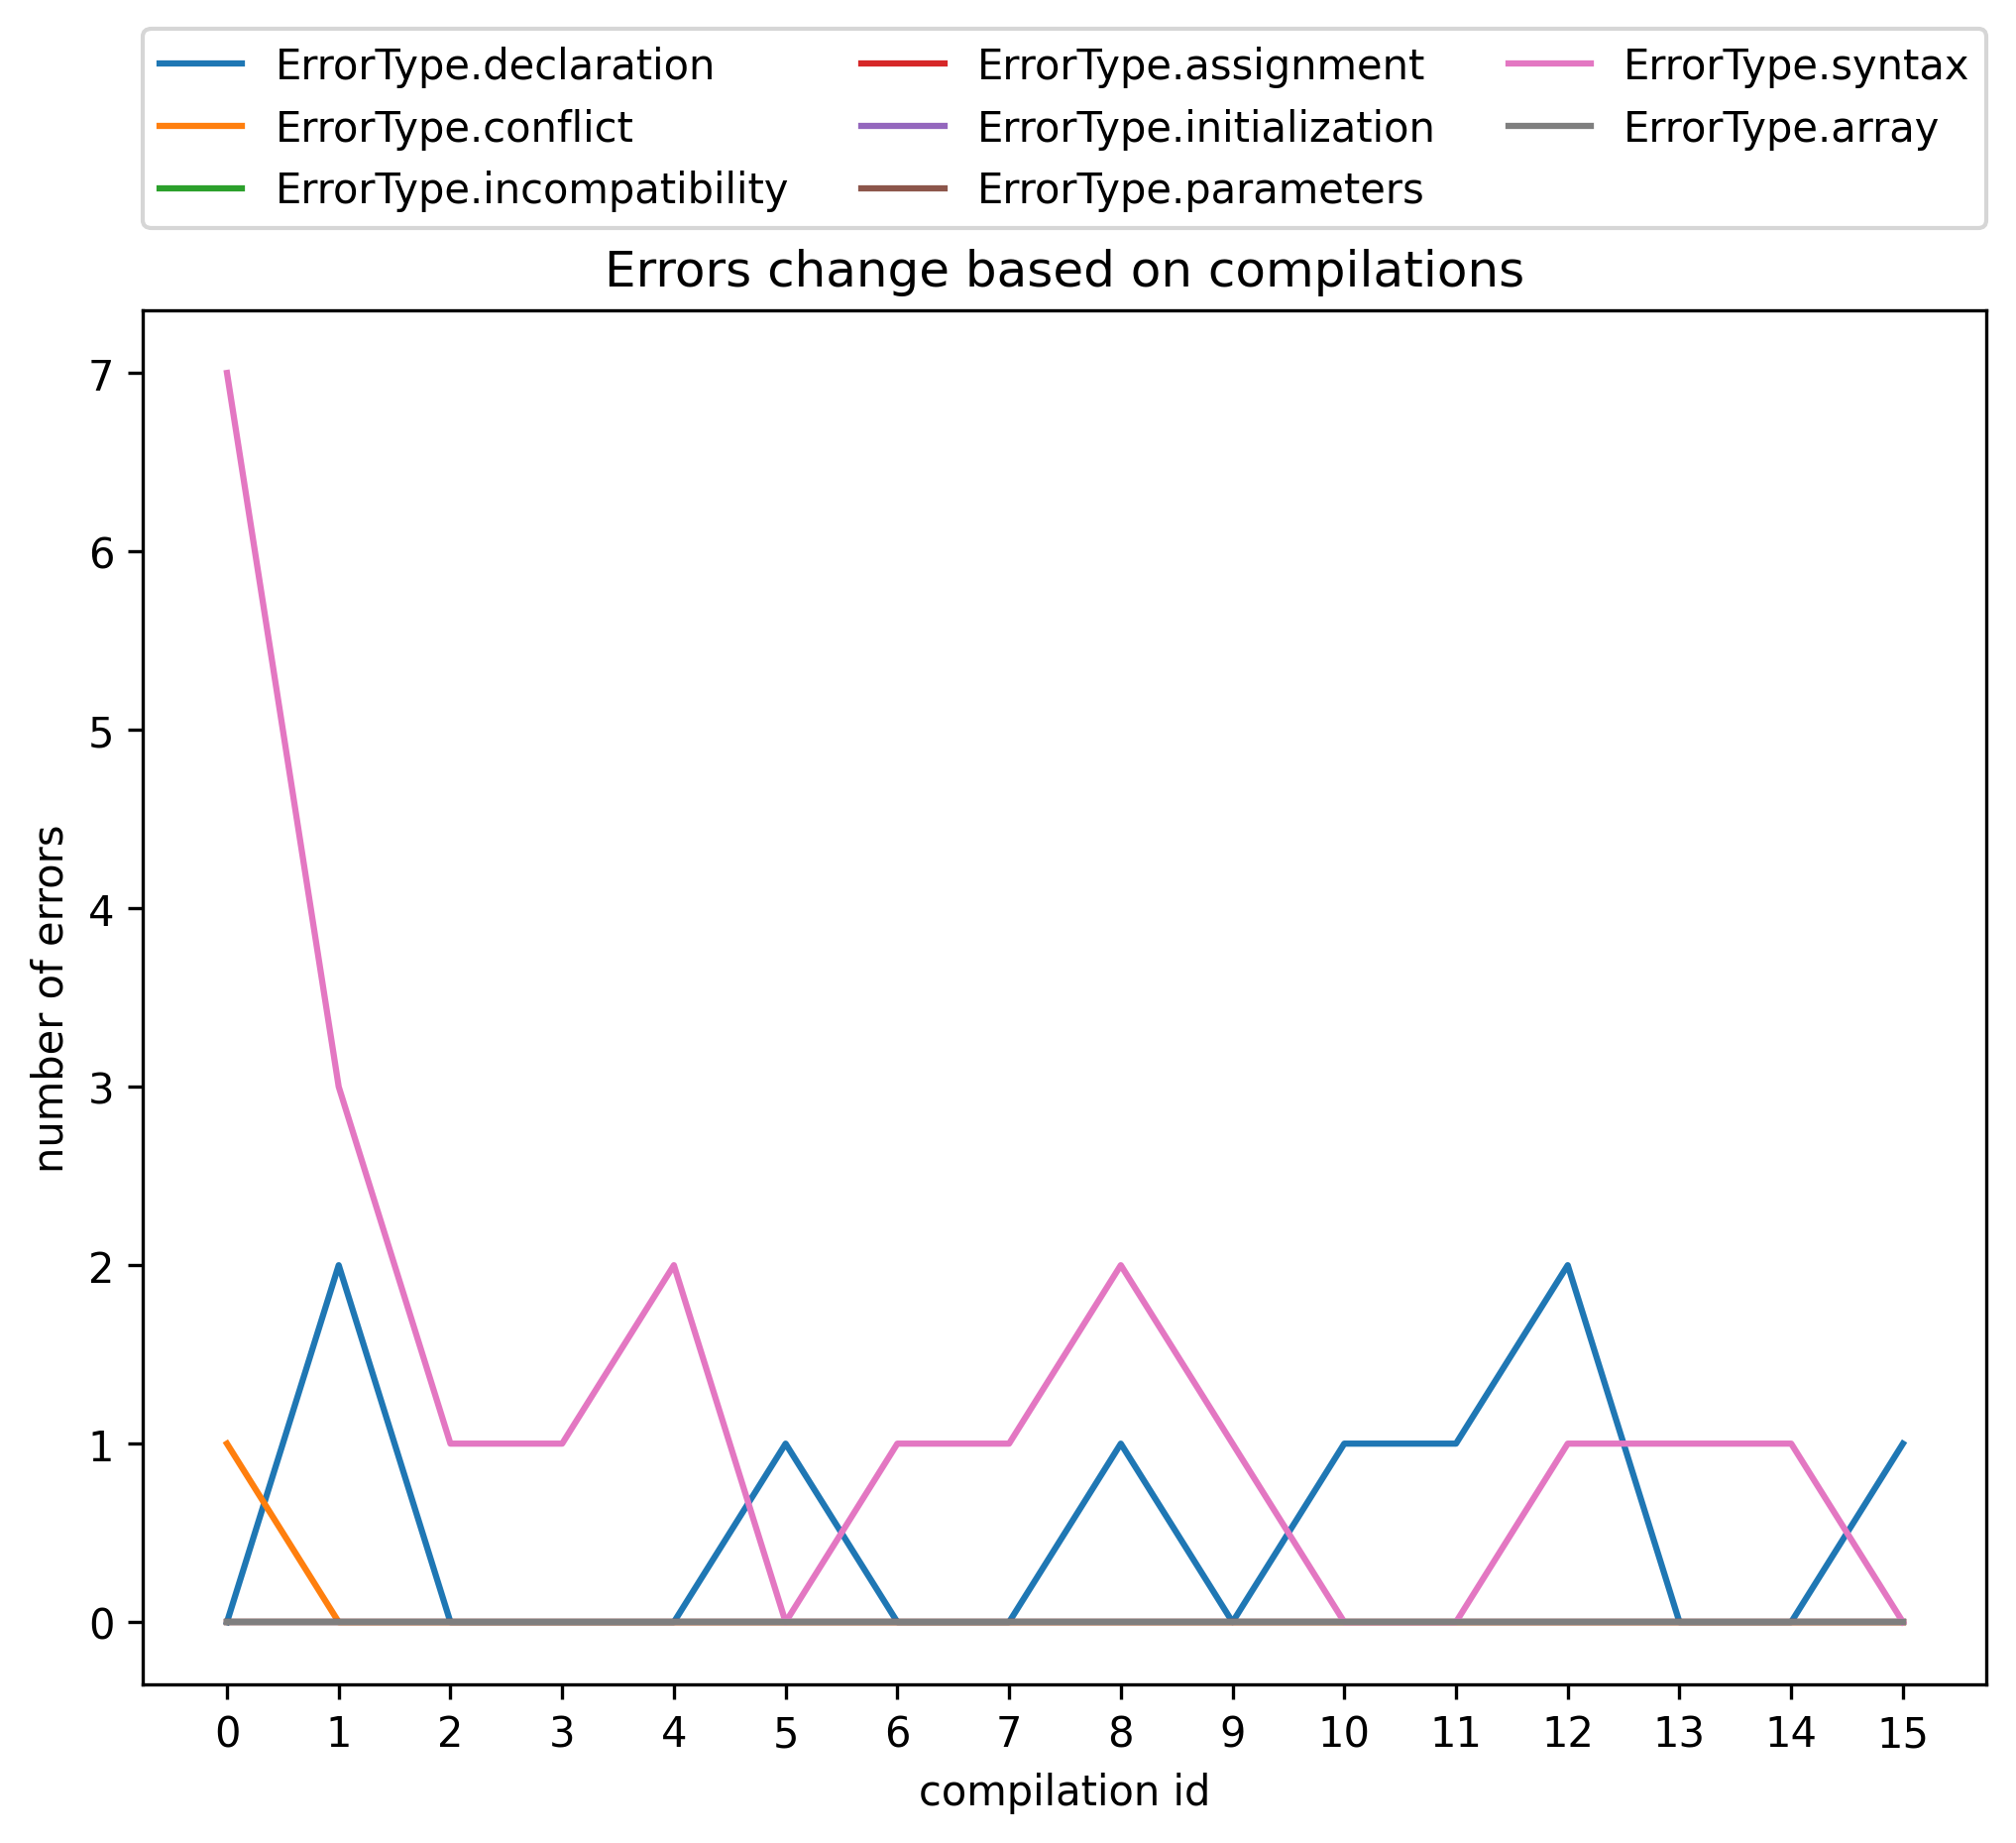 ErrorType.declaration
ErrorType.conflict
ErrorType.incompatibility
ErrorType.assignment
ErrorType.initialization
ErrorType.parameters
ErrorType.syntax
ErrorType.array
Errors change based on compilations
number of errors
7
6
5
4
3
2
1
0
0 1 2 3 4 5 6 7 8 9 10 11 12 13 14 15
compilation id